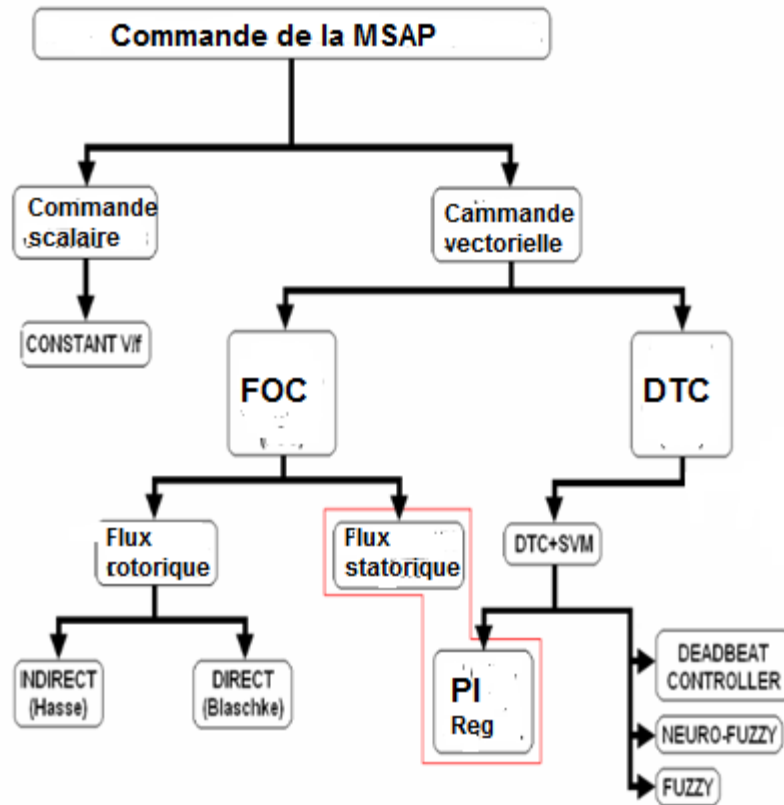 Commande de la MSAP
Commande
scalaire
Cammande
vectorielle
CONSTANT V/f
FOC
DTC
Flux
rotorique
Flux
statorique
DTC+SVM
INDIRECT
(Hasse)
DIRECT
(Blaschke)
PI
Reg
DEADBEAT
CONTROLLER
NEURO-FUZZY
FUZZY